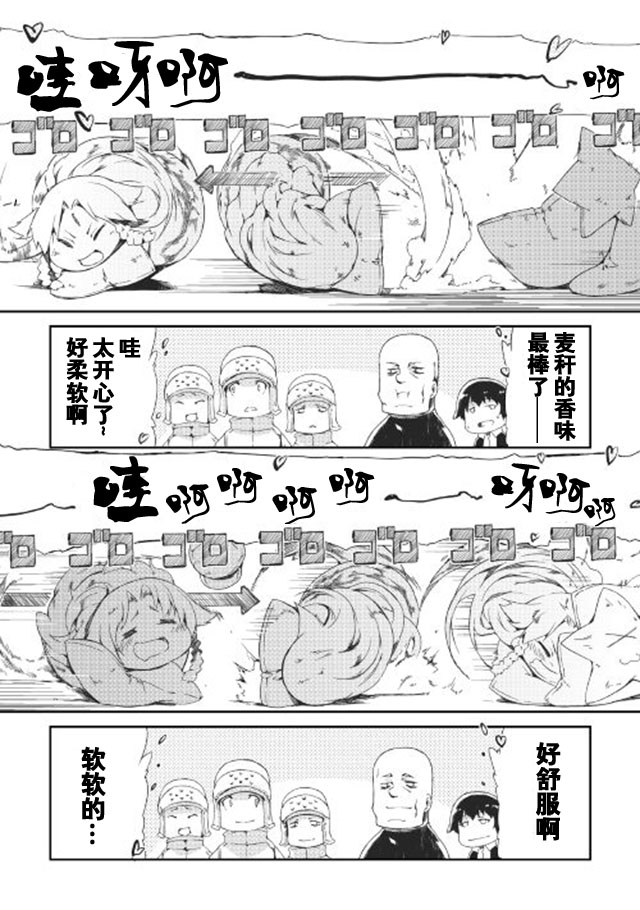 哇呀啊————啊
ゴロ ゴロ ゴロ ゴロ ゴロ ゴロ ゴ
麦秆的香味
最棒了——
哇
太开心了~
好柔软啊
哇啊啊啊啊——呀啊啊
ゴロ ゴロ ゴロ ゴロ ゴロ ゴロ ゴロ
好舒服啊
软软的…